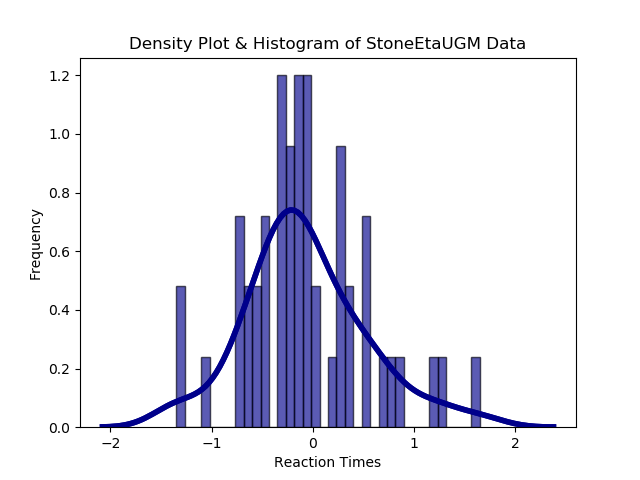 Density Plot & Histogram of StoneEtaUGM Data
1.2
1.0
0.8
0.6
0.4
0.2
0.0
Frequency
−2 −1 0 1 2
Reaction Times